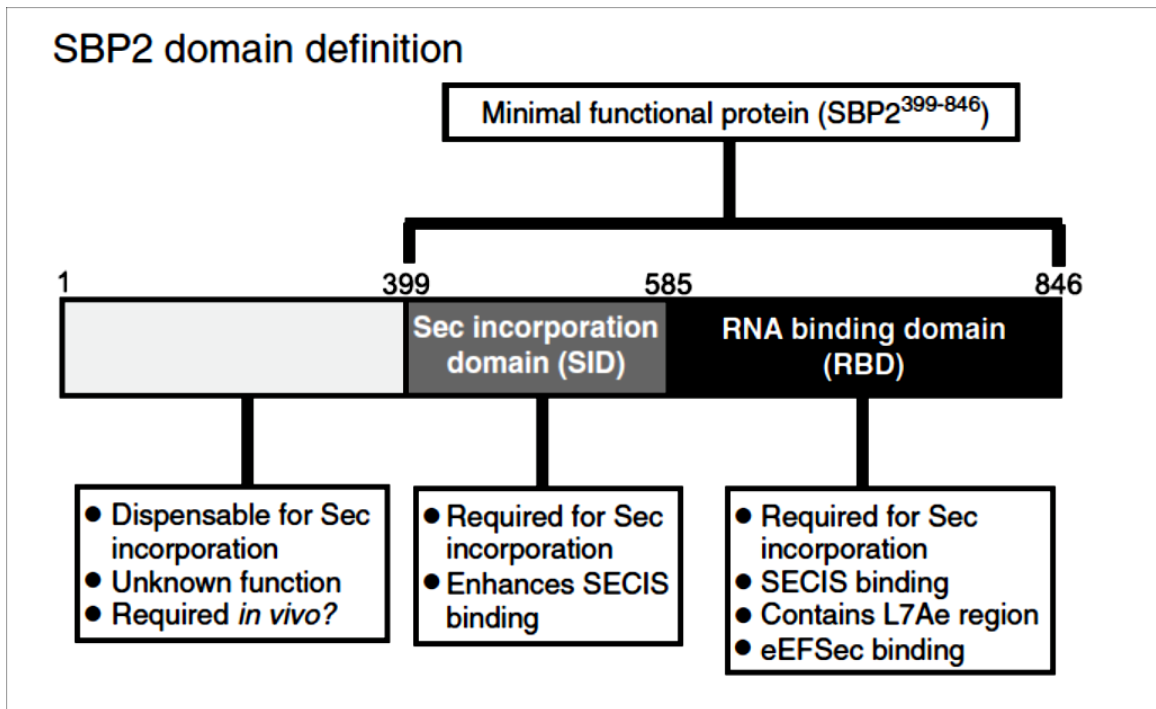 SBP2 domain definition
Minimal functional protein (SBP2399-846)
1 399 585 846
Sec incorporation
domain (SID)
RNA binding domain
(RBD)
● Dispensable for Sec
incorporation
● Unknown function
● Required in vivo?
● Required for Sec
incorporation
● Enhances SECIS
binding
● Required for Sec
incorporation
● SECIS binding
● Contains L7Ae region
● eEFSec binding